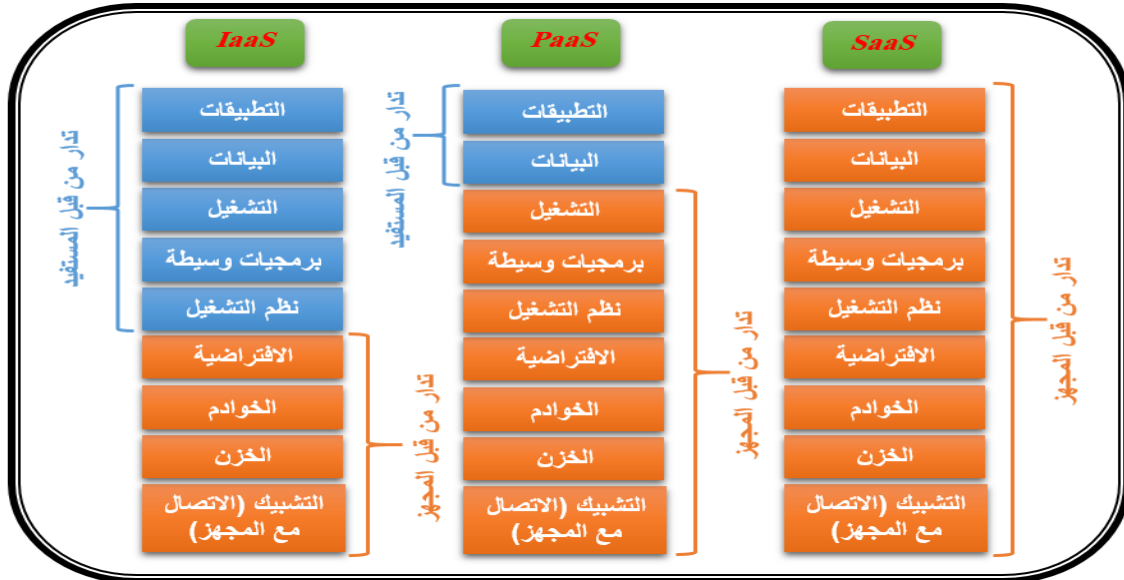 IaaS
التطبيقات
البيانات
التشغيل
برمجيات وسيطة
نظم التشغيل
الافتراضية
الخوادم
الخزن
التشبيك (الاتصال
مع المجهز)
تدار من قبل المستفيد
تدار من قبل المجهز
PaaS
التطبيقات
البيانات
التشغيل
برمجيات وسيطة
نظم التشغيل
الافتراضية
الخوادم
الخزن
التشبيك (الاتصال
مع المجهز)
تدار من قبل المستفيد
تدار من قبل المجهز
SaaS
التطبيقات
البيانات
التشغيل
برمجيات وسيطة
نظم التشغيل
الافتراضية
الخوادم
الخزن
التشبيك (الاتصال
مع المجهز)
تدار من قبل المجهز